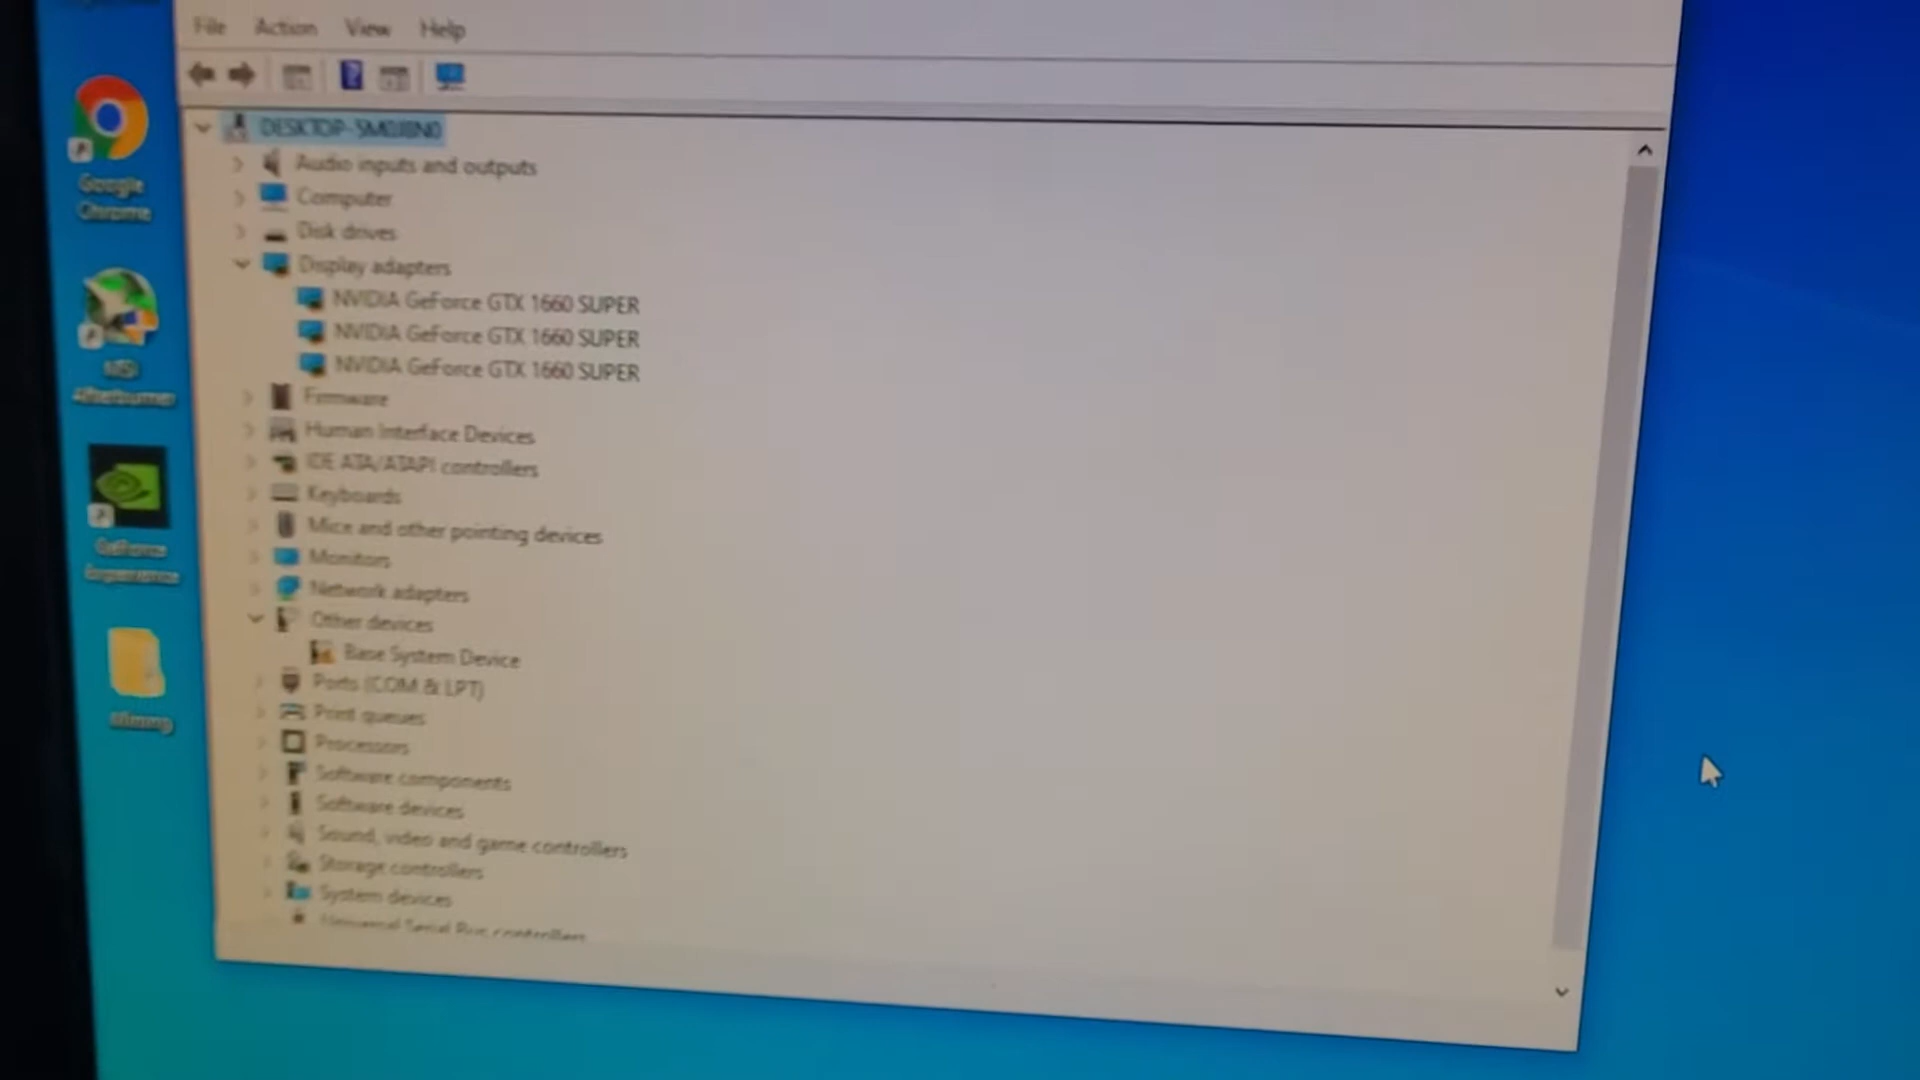 File Action View Help
Audio inputs and outputs
Computer
Disk drives
Display adapters
NVIDIA GeForce GTX 1660 SUPER
NVIDIA GeForce GTX 1660 SUPER
NVIDIA GeForce GTX 1660 SUPER
Firmware
Human Interface Devices
IDE ATA/ATAPI controllers
Keyboards
Mice and other pointing devices
Monitors
Network adapters
Other devices
Base System Device
Ports (COM & LPT)
Print queues
Processors
Software components
Software devices
Sound, video and game controllers
Storage controllers
System devices
Universal Serial Bus controllers
Google
Chrome
MSI
Afterburner
GeForce
Experience
Mining